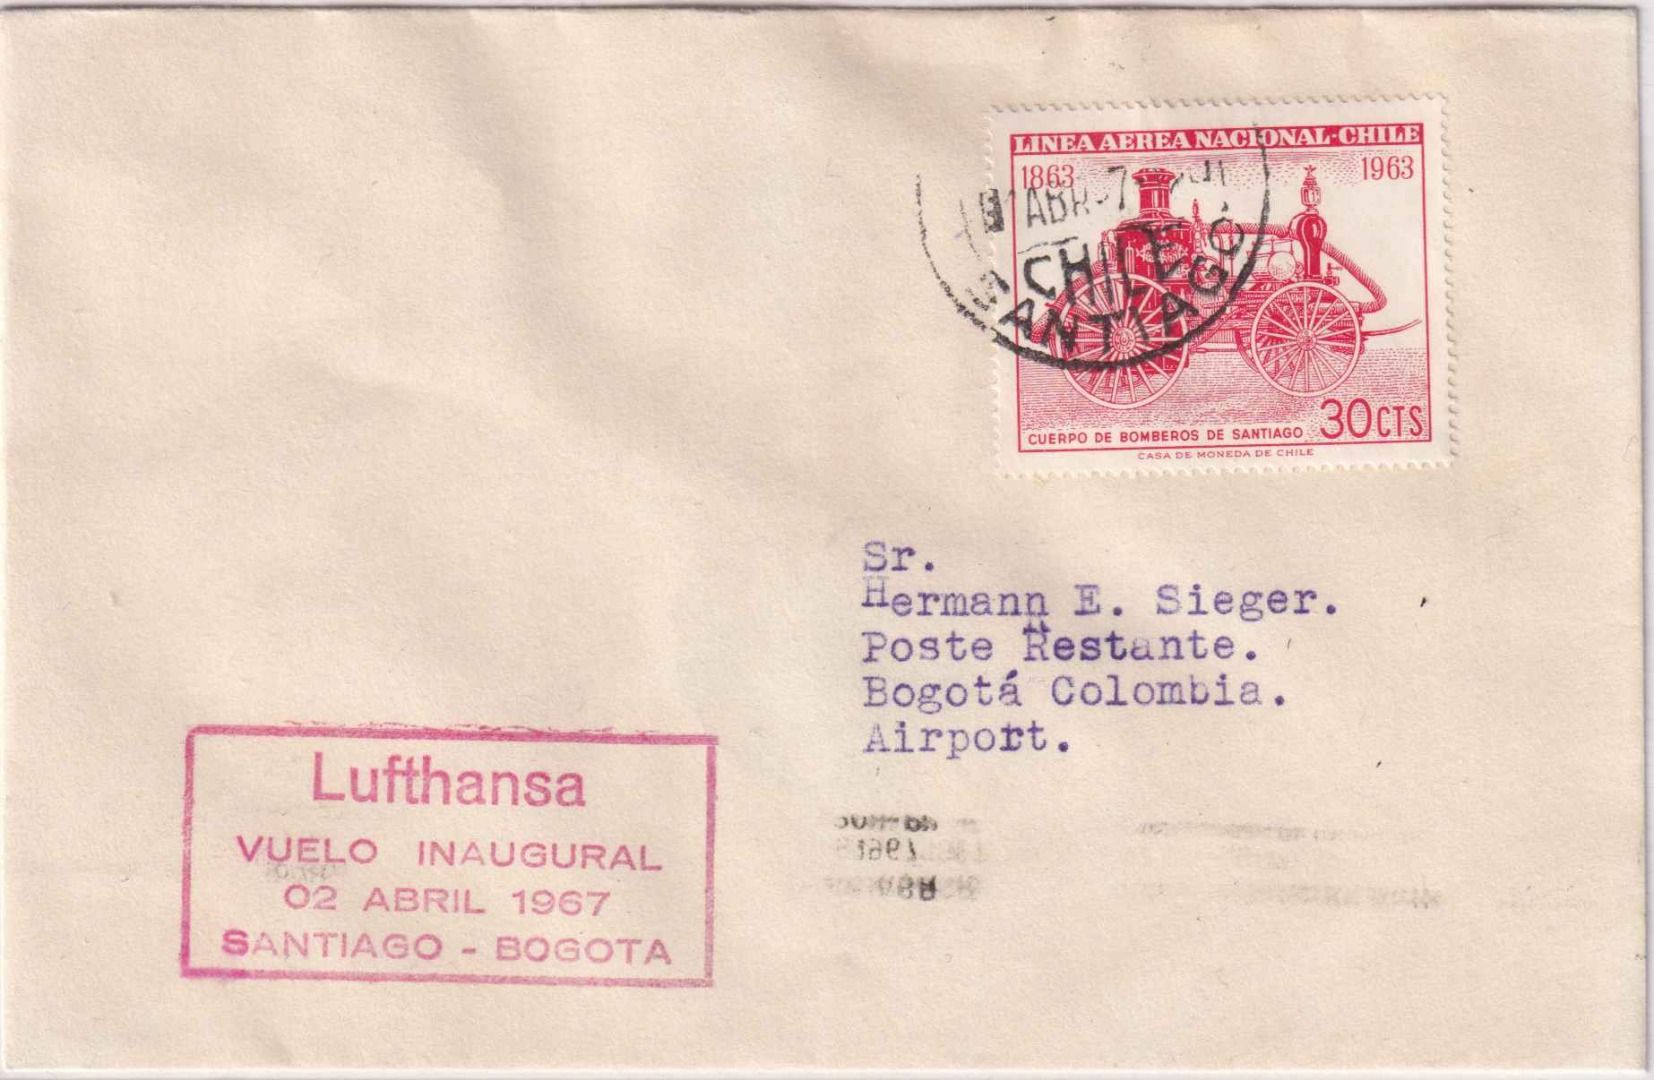 LINEA AEREA NACIONAL-CHILE
1863 1963
ABR
CHILE
SANTIAGO
CUERPO DE BOMBEROS DE SANTIAGO 30CTS
CASA DE MONEDA DE CHILE
Sr.
Hermann E. Sieger.
Poste Restante.
Bogotá Colombia.
Airport.
Lufthansa
VUELO INAUGURAL
02 ABRIL 1967
SANTIAGO - BOGOTA